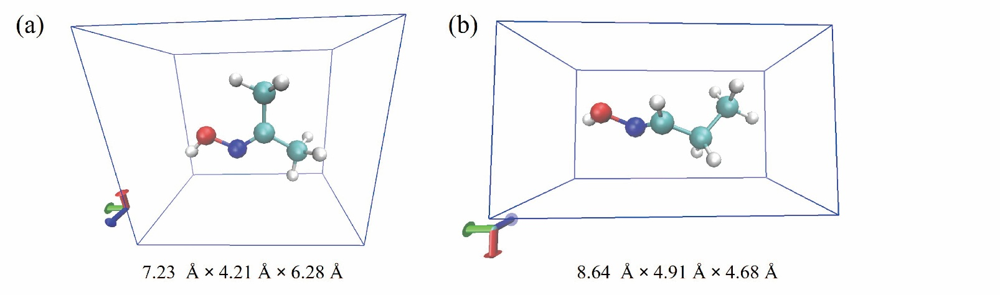 (a)
(b)
7.23 Å × 4.21 Å × 6.28 Å
8.64 Å × 4.91 Å × 4.68 Å